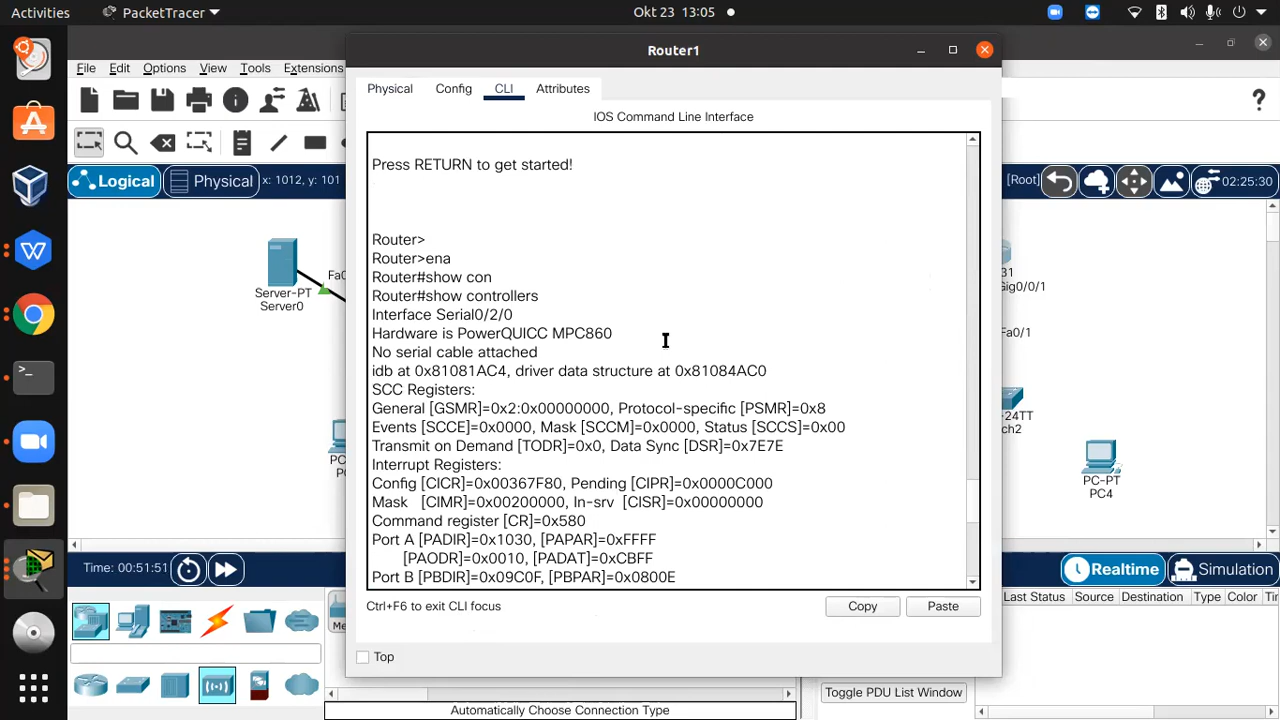 Activities
PacketTracer
Okt 23 13:05
Router1
File Edit Options View Tools Extensions
Physical Config CLI Attributes
IOS Command Line Interface
Logical
Physical
x: 1012, y: 101
[Root]
02:25:30
Press RETURN to get started!
Router>
Router>ena
Router#show con
Router#show controllers
Interface Serial0/2/0
Hardware is PowerQUICC MPC860
No serial cable attached
idb at 0x81081AC4, driver data structure at 0x81084AC0
SCC Registers:
General [GSMR]=0x2:0x00000000, Protocol-specific [PSMR]=0x8
Events [SCCE]=0x0000, Mask [SCCM]=0x0000, Status [SCCS]=0x00
Transmit on Demand [TODR]=0x0, Data Sync [DSR]=0x7E7E
Interrupt Registers:
Config [CICR]=0x00367F80, Pending [CIPR]=0x0000C000
Mask   [CIMR]=0x00200000, In-srv  [CISR]=0x00000000
Command register [CR]=0x580
Port A [PADIR]=0x1030, [PAPAR]=0xFFFF
[PAODR]=0x0010, [PADAT]=0xCBFF
Port B [PBDIR]=0x09C0F, [PBPAR]=0x0800E
Fa0
Server-PT
Server0
31
Gig0/0/1
Fa0/1
-24TT
ch2
PC-PT
PC4
Ctrl+F6 to exit CLI focus
Copy
Paste
Top
Time: 00:51:51
Realtime
Simulation
Last Status Source Destination Type Color
Me
Toggle PDU List Window
Automatically Choose Connection Type